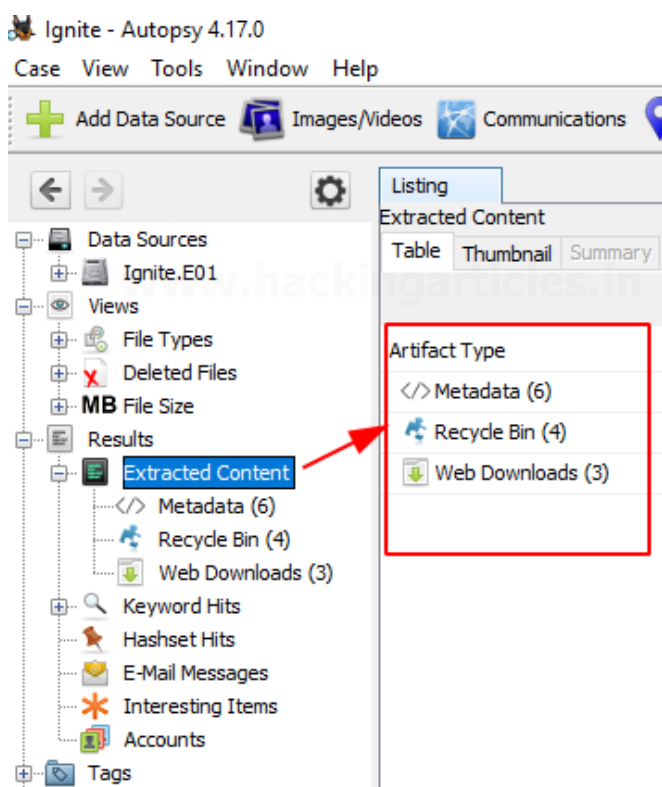 Ignite - Autopsy 4.17.0
Case View Tools Window Help
Add Data Source Images/Videos Communications
Listing
Extracted Content
Table Thumbnail Summary
www.hackingarticles.in
Data Sources
Ignite.E01
Views
File Types
Deleted Files
MB File Size
Results
Extracted Content
Metadata (6)
Recycle Bin (4)
Web Downloads (3)
Keyword Hits
Hashset Hits
E-Mail Messages
Interesting Items
Accounts
Tags
Artifact Type
Metadata (6)
Recycle Bin (4)
Web Downloads (3)